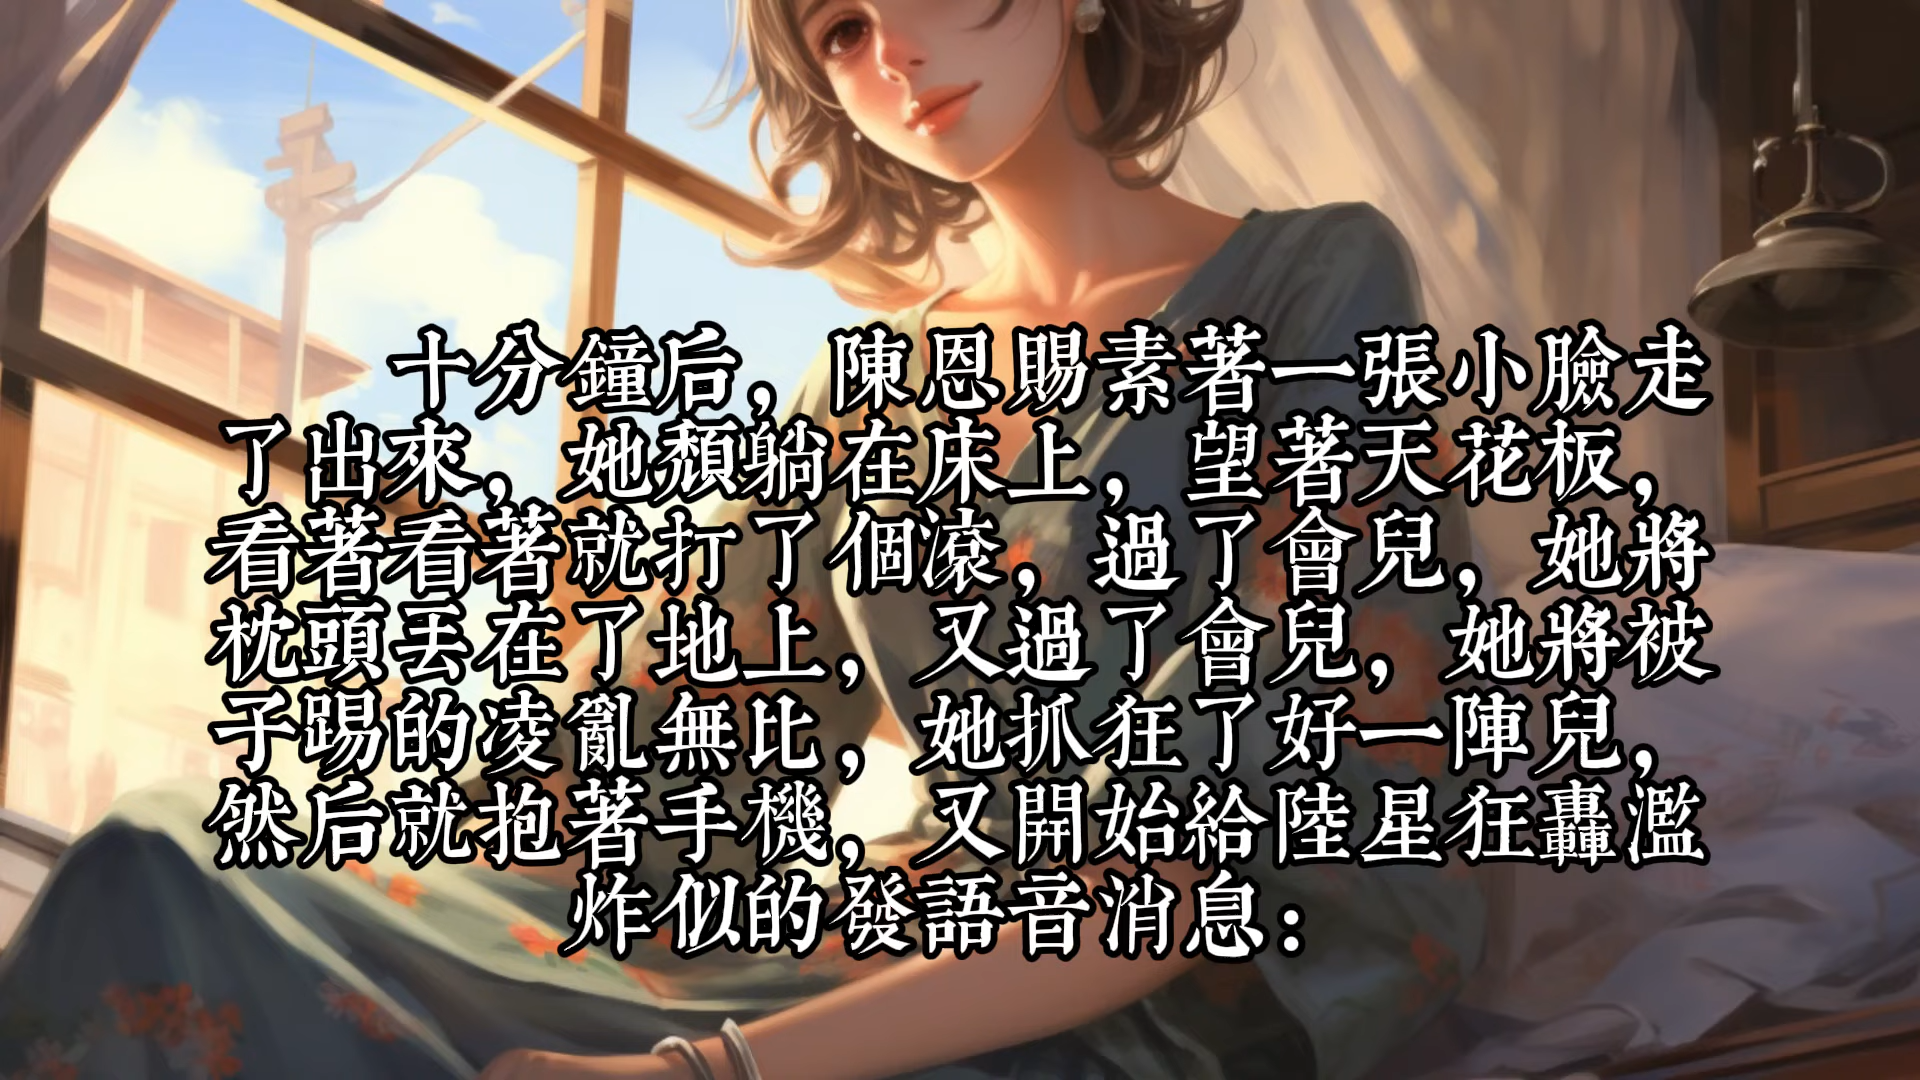 十分鐘后，陳恩賜素著一張小臉走
了出來，她頹躺在床上，望著天花板，
看著看著就打了個滾，過了會兒，她將
枕頭丟在了地上，又過了會兒，她將被
子踢的凌亂無比，她抓狂了好一陣兒，
然后就抱著手機，又開始給陸星狂轟濫
炸似的發語音消息：